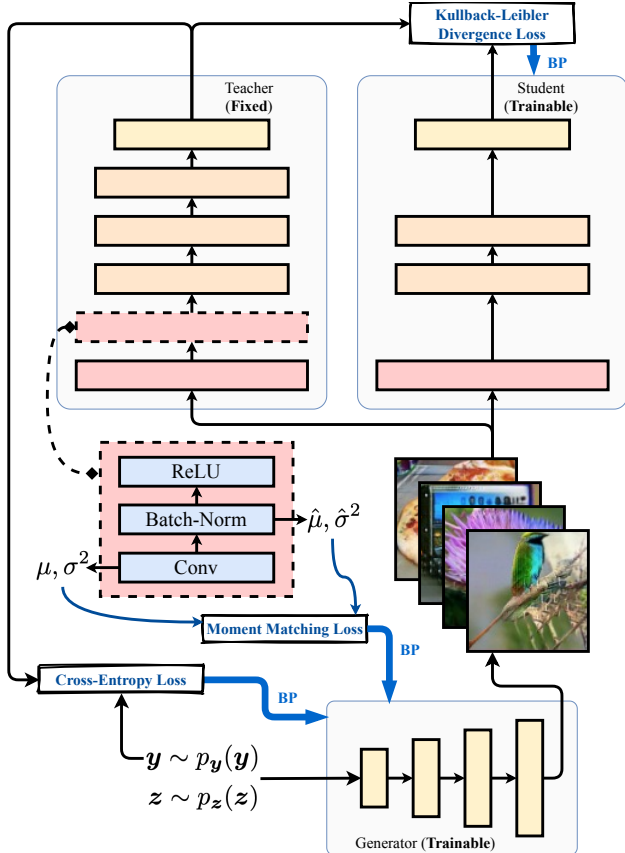 Kullback-Leibler
Divergence Loss
BP
Teacher
(Fixed)
Student
(Trainable)
ReLU
Batch-Norm
Conv
μ̂, σ̂²
μ, σ²
Moment Matching Loss
BP
Cross-Entropy Loss
BP
y ∼ p_y(y)
z ∼ p_z(z)
Generator (Trainable)